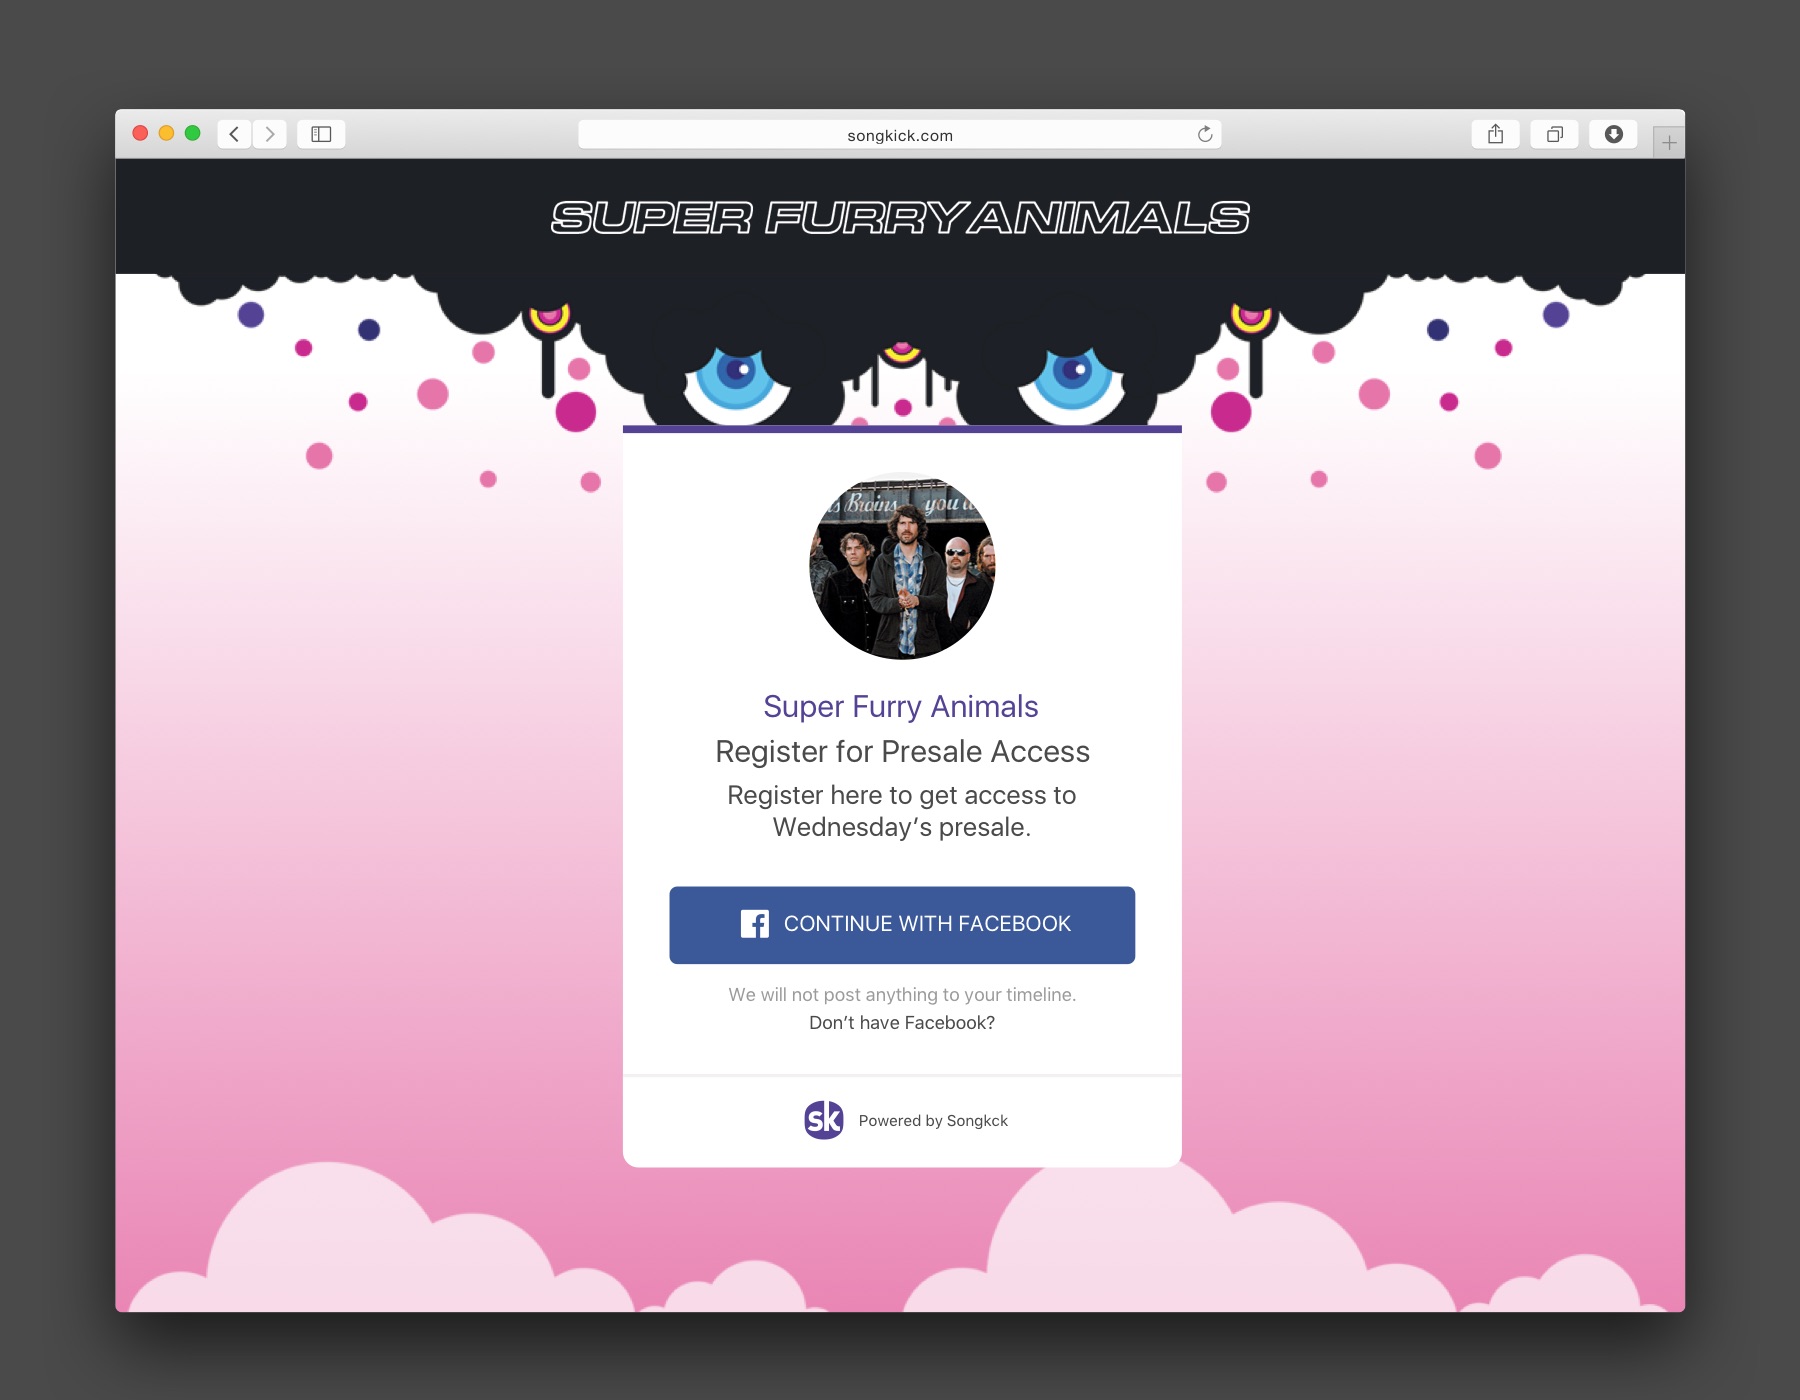 songkick.com
SUPER FURRY ANIMALS
Brains you
Super Furry Animals
Register for Presale Access
Register here to get access to
Wednesday's presale.
CONTINUE WITH FACEBOOK
We will not post anything to your timeline.
Don't have Facebook?
sk Powered by Songkck